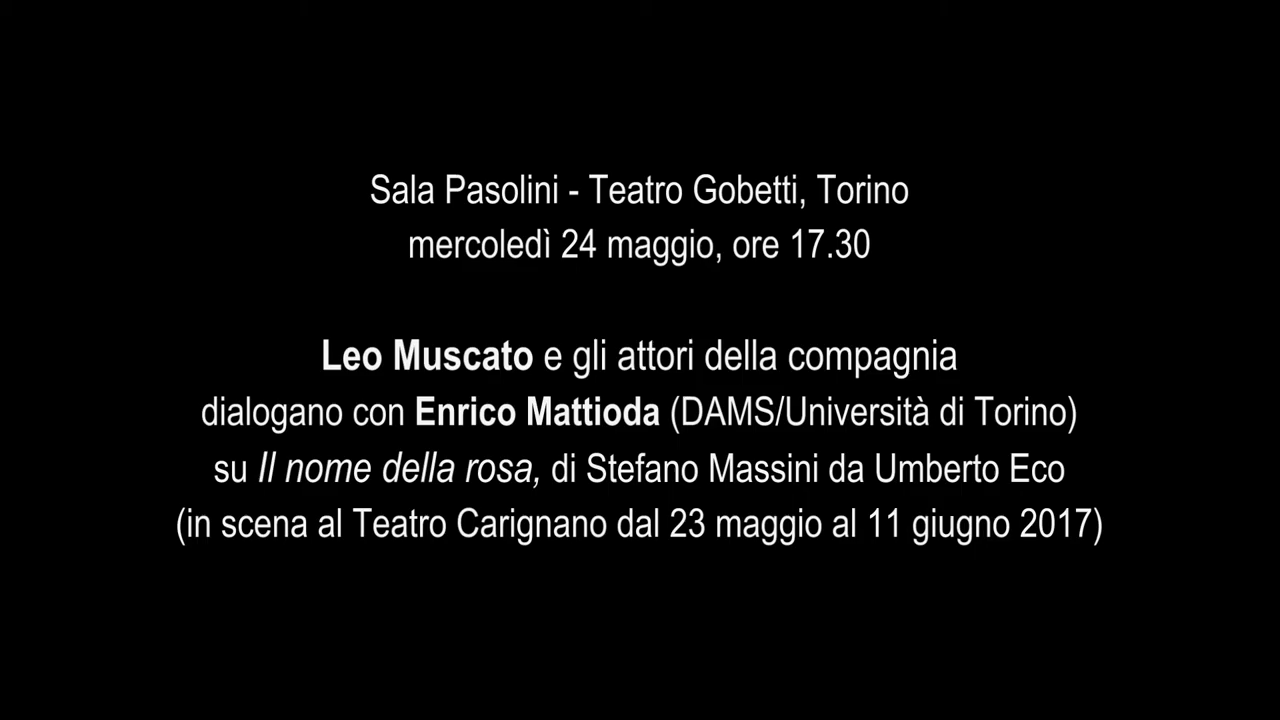 Sala Pasolini - Teatro Gobetti, Torino
mercoledì 24 maggio, ore 17.30
Leo Muscato e gli attori della compagnia
dialogano con Enrico Mattioda (DAMS/Università di Torino)
su Il nome della rosa, di Stefano Massini da Umberto Eco
(in scena al Teatro Carignano dal 23 maggio al 11 giugno 2017)